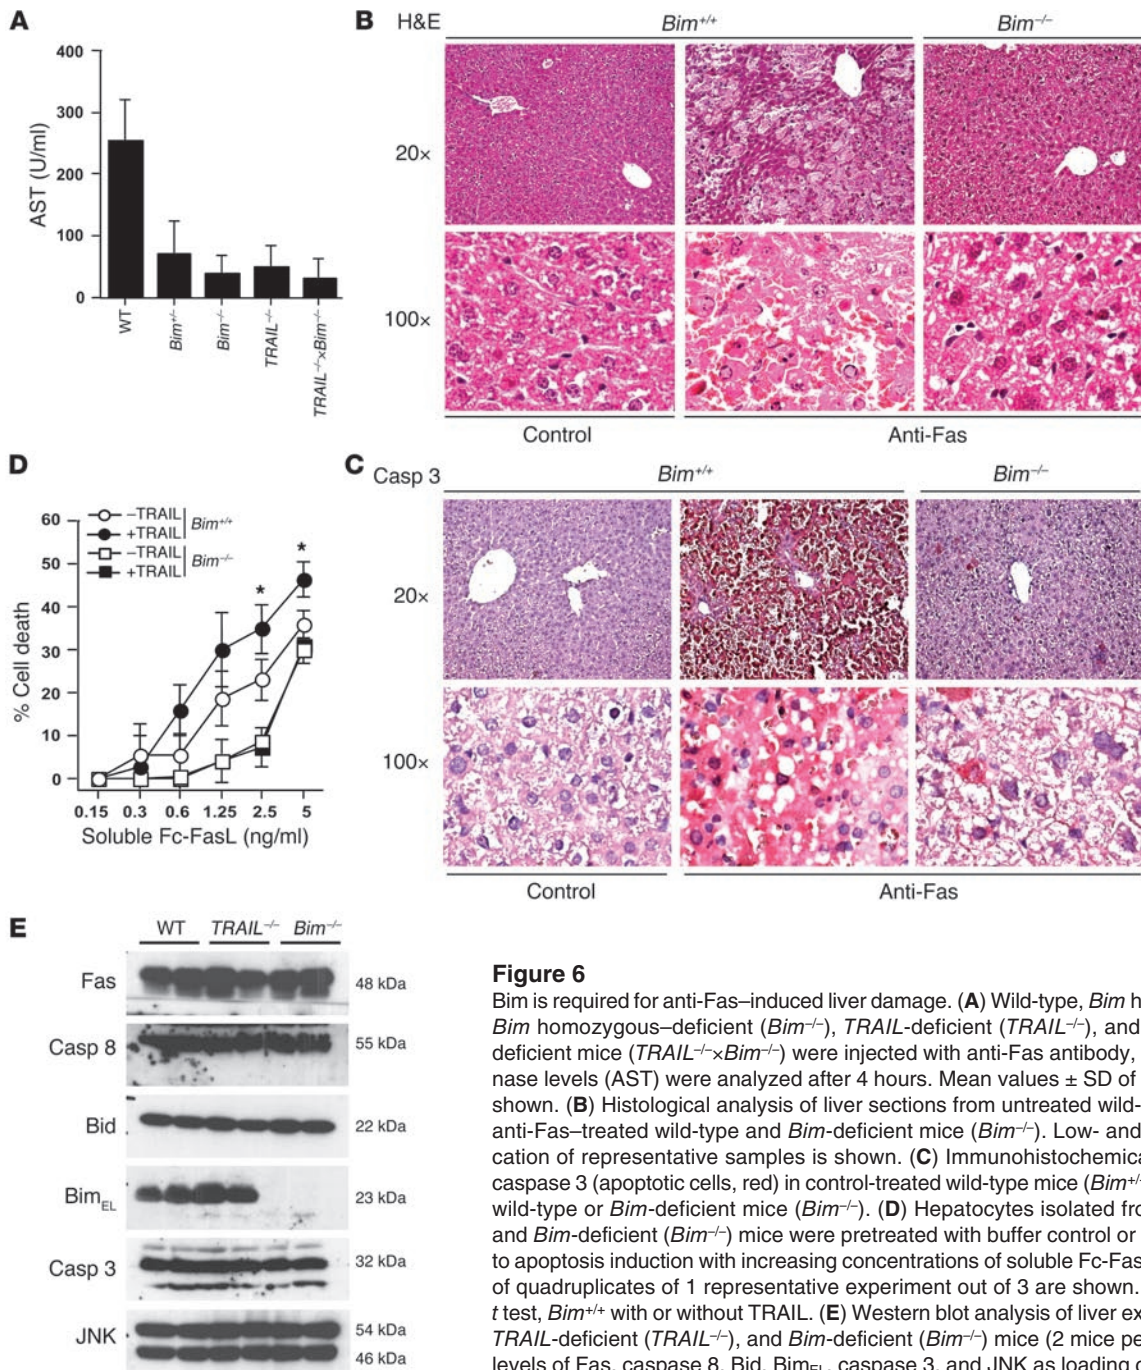 A
AST (U/ml)
400
300
200
100
0
WT
Bim+/–
Bim–/–
TRAIL–/–
TRAIL–/–xBim–/–
B
H&E
Bim+/+
Bim–/–
20×
100×
Control
Anti-Fas
D
–TRAIL
+TRAIL
Bim+/+
–TRAIL
+TRAIL
Bim–/–
% Cell death
60
50
40
30
20
10
0
*
*
0.15 0.3 0.6 1.25 2.5 5
Soluble Fc-FasL (ng/ml)
C
Casp 3
Bim+/+
Bim–/–
20×
100×
Control
Anti-Fas
E
WT TRAIL–/– Bim–/–
Fas 48 kDa
Casp 8 55 kDa
Bid 22 kDa
BimEL 23 kDa
Casp 3 32 kDa
JNK 54 kDa
46 kDa
Figure 6
Bim is required for anti-Fas–induced liver damage. (A) Wild-type, Bim h
Bim homozygous–deficient (Bim–/–), TRAIL-deficient (TRAIL–/–), and
deficient mice (TRAIL–/–×Bim–/–) were injected with anti-Fas antibody,
nase levels (AST) were analyzed after 4 hours. Mean values ± SD of
shown. (B) Histological analysis of liver sections from untreated wild-
anti-Fas–treated wild-type and Bim-deficient mice (Bim–/–). Low- and
cation of representative samples is shown. (C) Immunohistochemica
caspase 3 (apoptotic cells, red) in control-treated wild-type mice (Bim+/
wild-type or Bim-deficient mice (Bim–/–). (D) Hepatocytes isolated fro
and Bim-deficient (Bim–/–) mice were pretreated with buffer control or
to apoptosis induction with increasing concentrations of soluble Fc-Fas
of quadruplicates of 1 representative experiment out of 3 are shown.
t test, Bim+/+ with or without TRAIL. (E) Western blot analysis of liver ex
TRAIL-deficient (TRAIL–/–), and Bim-deficient (Bim–/–) mice (2 mice pe
levels of Fas, caspase 8, Bid, BimEL, caspase 3, and JNK as loading c